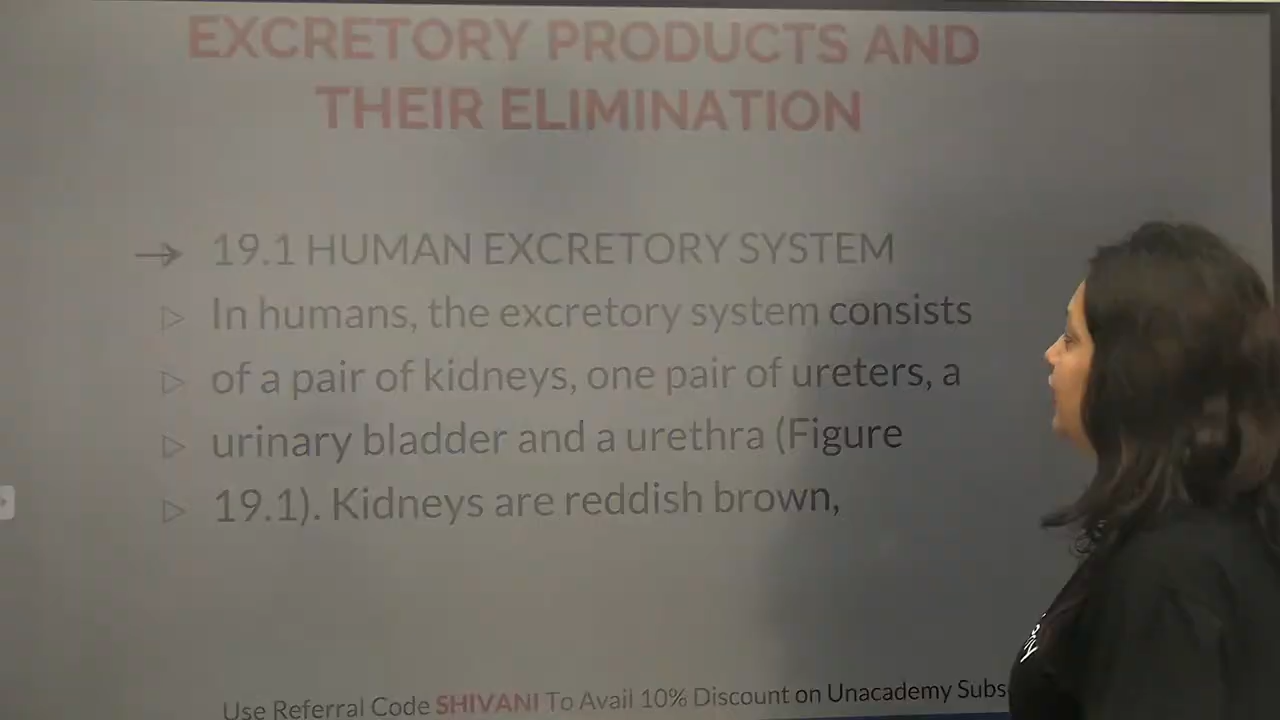 EXCRETORY PRODUCTS AND
THEIR ELIMINATION
→ 19.1 HUMAN EXCRETORY SYSTEM
▷ In humans, the excretory system consists
▷ of a pair of kidneys, one pair of ureters, a
▷ urinary bladder and a urethra (Figure
▷ 19.1). Kidneys are reddish brown,
Use Referral Code SHIVANI To Avail 10% Discount on Unacademy Subs